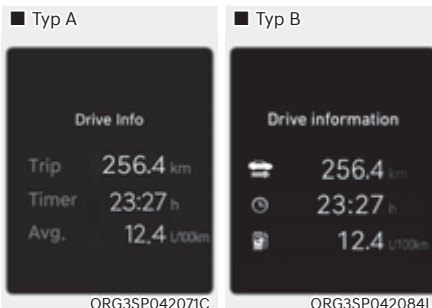 ■ Typ A
Drive Info
Trip 256.4 km
Timer 23:27 h
Avg. 12.4 L/100km
ORG3SP042071C
■ Typ B
Drive information
256.4 km
23:27 h
12.4 L/100km
ORG3SP042084L